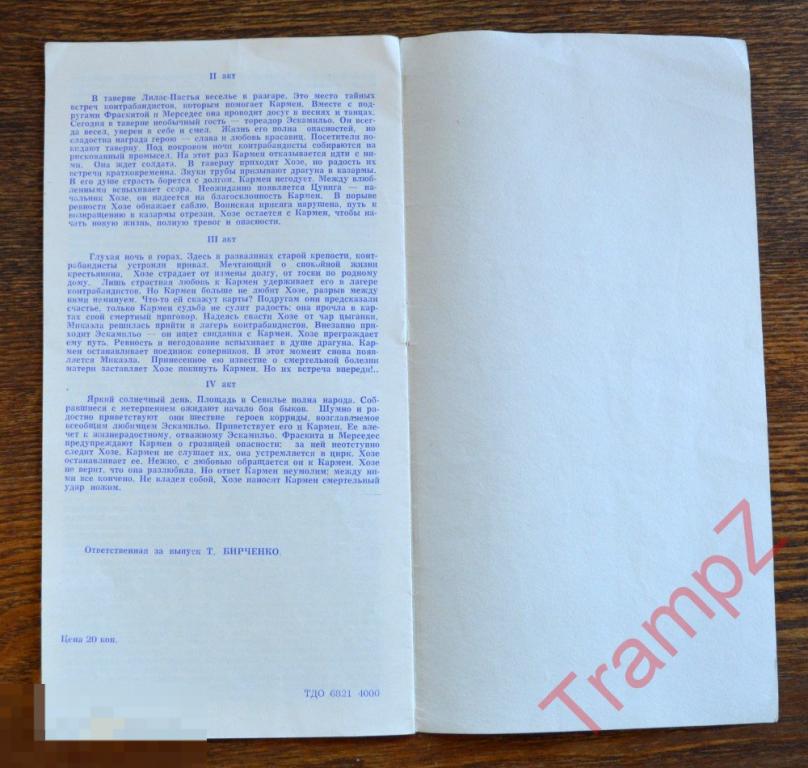 II акт
В таверне Лилас-Пастья веселье в разгаре. Это место тайных
встреч контрабандистов, которым помогает Кармен. Вместе с под-
ругами Фраскитой и Мерседес она проводит досуг в песнях и танцах.
Сегодня в таверне необычный гость — тореадор Эскамильо. Он всег-
да весел, уверен в себе и смел. Жизнь его полна опасностей, но
сладостна награда герою — слава и любовь красавиц. Посетители по-
кидают таверну. Под покровом ночи контрабандисты собираются на
рискованный промысел. На этот раз Кармен отказывается идти с ни-
ми. Она ждет солдата. В таверну приходит Хозе, но радость их
встречи кратковременна. Звуки трубы призывают драгуна в казармы.
В его душе страсть борется с долгом. Кармен негодует. Между влюб-
ленными вспыхивает ссора. Неожиданно появляется Цунига — на-
чальник Хозе, он надеется на благосклонность Кармен. В порыве
ревности Хозе обнажает саблю. Воинская присяга нарушена, путь к
возвращению в казармы отрезан. Хозе остается с Кармен, чтобы на-
чать новую жизнь, полную тревог и опасности.
III акт
Глухая ночь в горах. Здесь в развалинах старой крепости, конт-
рабандисты устроили привал. Мечтающий о спокойной жизни
крестьянина, Хозе страдает от измены долгу, от тоски по родному
дому. Лишь страстная любовь к Кармен удерживает его в лагере
контрабандистов. Но Кармен больше не любит Хозе, разрыв между
ними неминуем. Что-то ей скажут карты? Подругам они предсказали
счастье, только Кармен судьба не сулит радость: она прочла в кар-
тах свой смертный приговор. Надеясь спасти Хозе от чар цыганки,
Микаэла решилась прийти в лагерь контрабандистов. Внезапно при-
ходит Эскамильо — он ищет свидания с Кармен. Хозе преграждает
ему путь. Ревность и негодование вспыхивает в душе драгуна. Кар-
мен останавливает поединок соперников. В этот момент снова появ-
ляется Микаэла. Принесенное ею известие о смертельной болезни
матери заставляет Хозе покинуть Кармен. Но их встреча впереди!..
IV акт
Яркий солнечный день. Площадь в Севилье полна народа. Соб-
равшиеся с нетерпением ожидают начало боя быков. Шумно и ра-
достно приветствуют они шествие героев корриды, возглавляемое
всеобщим любимцем Эскамильо. Приветствует его и Кармен. Ее вле-
чет к жизнерадостному, отважному Эскамильо. Фраскита и Мерседес
предупреждают Кармен о грозящей опасности: за ней неотступно
следит Хозе. Кармен не слушает их, она устремляется в цирк. Хозе
останавливает ее. Нежно, с любовью обращается он к Кармен. Хозе
не верит, что она разлюбила. Но ответ Кармен неумолим: между ни-
ми все кончено. Не владея собой, Хозе наносит Кармен смертельный
удар ножом.
Ответственная за выпуск Т. БИРЧЕНКО.
Цена 20 коп.
ТДО 6821 4000
TrampZ